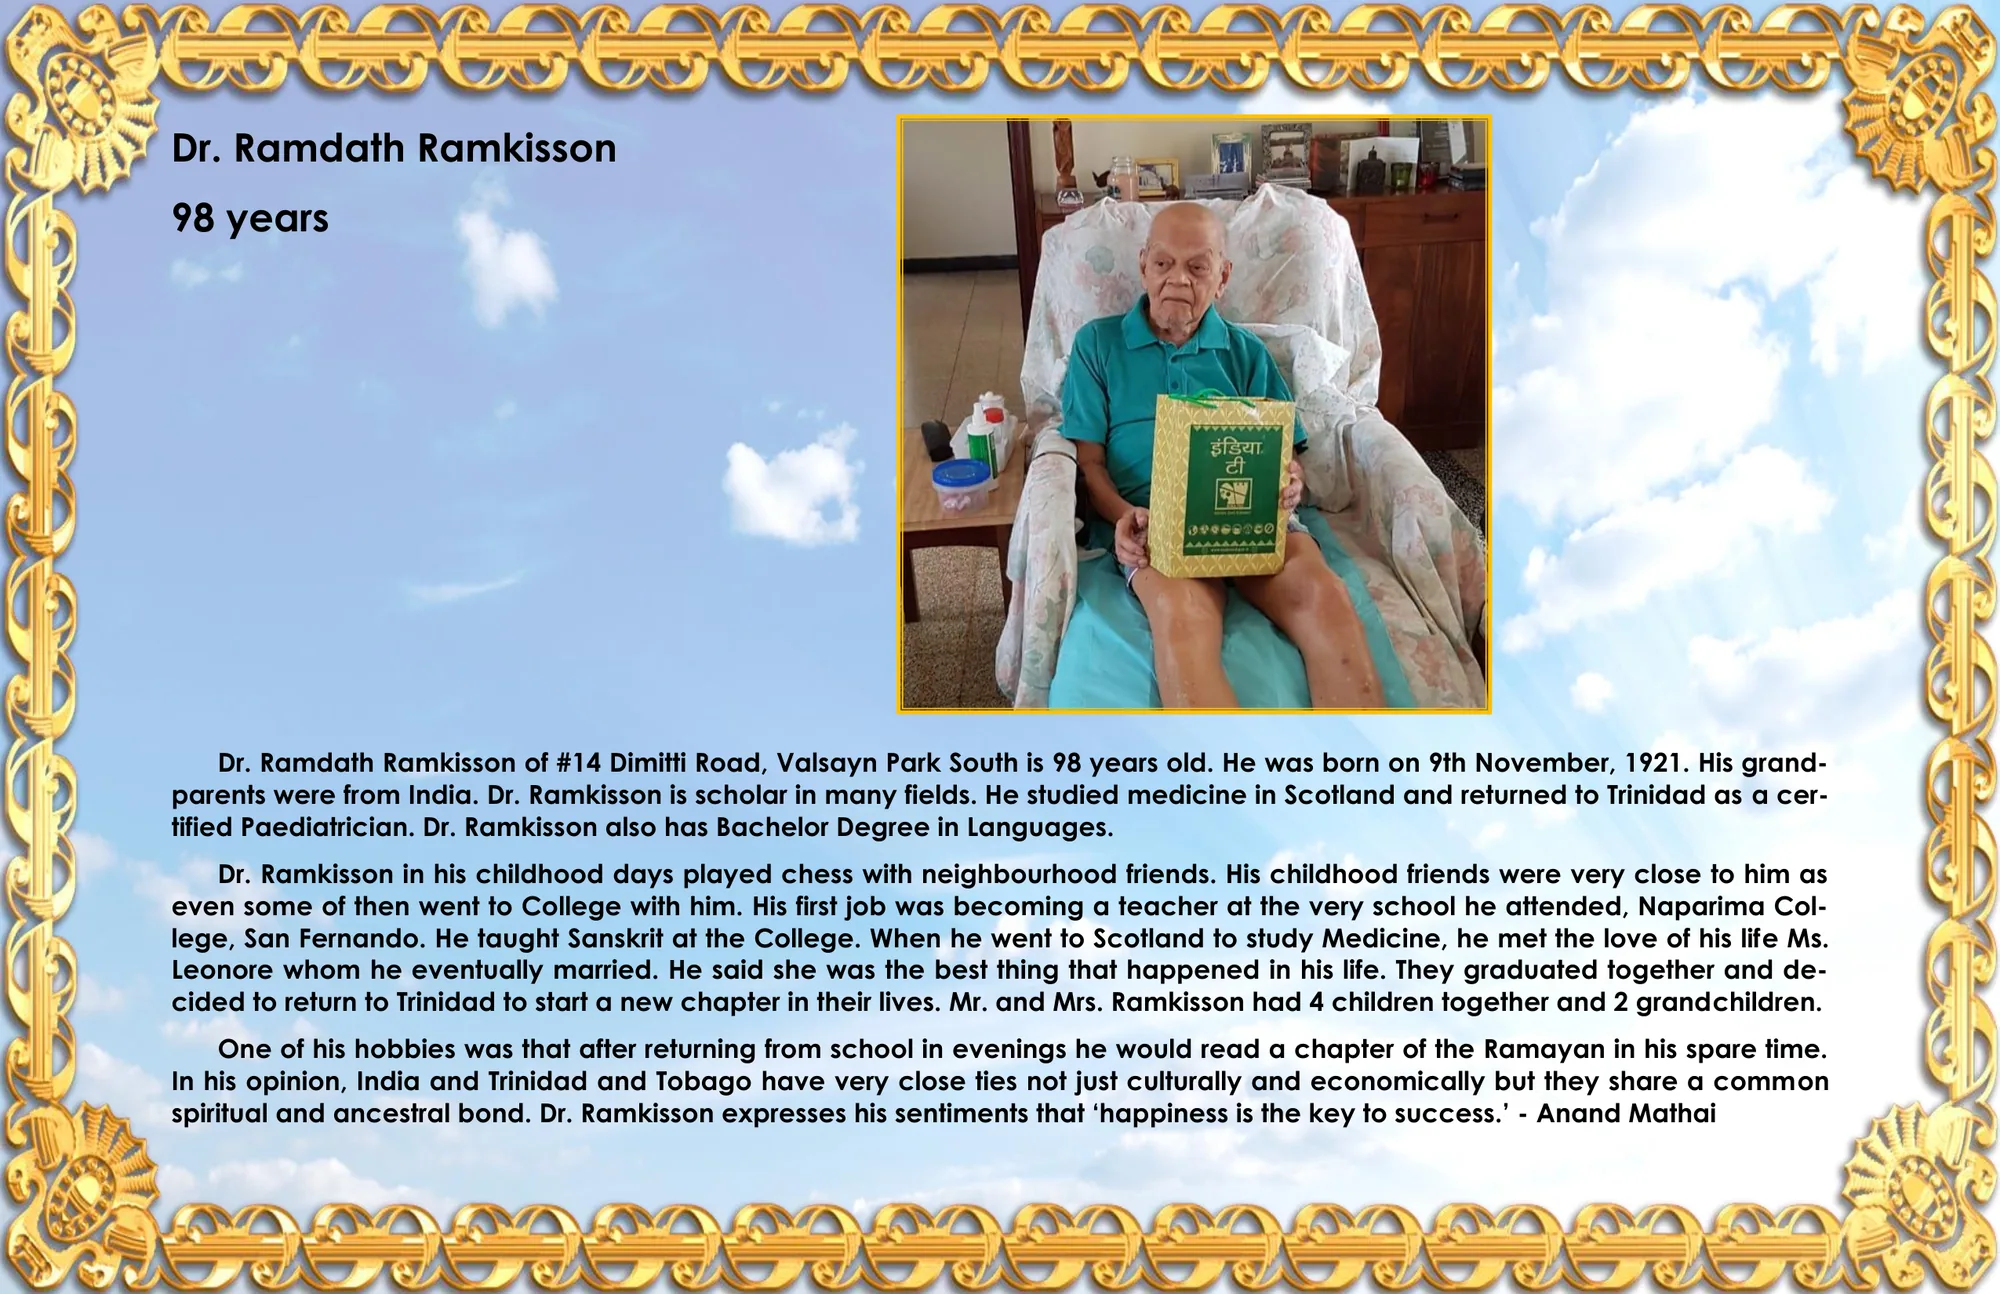 Dr. Ramdath Ramkisson
98 years
इंडिया
टी
Dr. Ramdath Ramkisson of #14 Dimitti Road, Valsayn Park South is 98 years old. He was born on 9th November, 1921. His grand-
parents were from India. Dr. Ramkisson is scholar in many fields. He studied medicine in Scotland and returned to Trinidad as a cer-
tified Paediatrician. Dr. Ramkisson also has Bachelor Degree in Languages.
Dr. Ramkisson in his childhood days played chess with neighbourhood friends. His childhood friends were very close to him as
even some of then went to College with him. His first job was becoming a teacher at the very school he attended, Naparima Col-
lege, San Fernando. He taught Sanskrit at the College. When he went to Scotland to study Medicine, he met the love of his life Ms.
Leonore whom he eventually married. He said she was the best thing that happened in his life. They graduated together and de-
cided to return to Trinidad to start a new chapter in their lives. Mr. and Mrs. Ramkisson had 4 children together and 2 grandchildren.
One of his hobbies was that after returning from school in evenings he would read a chapter of the Ramayan in his spare time.
In his opinion, India and Trinidad and Tobago have very close ties not just culturally and economically but they share a common
spiritual and ancestral bond. Dr. Ramkisson expresses his sentiments that ‘happiness is the key to success.’ - Anand Mathai